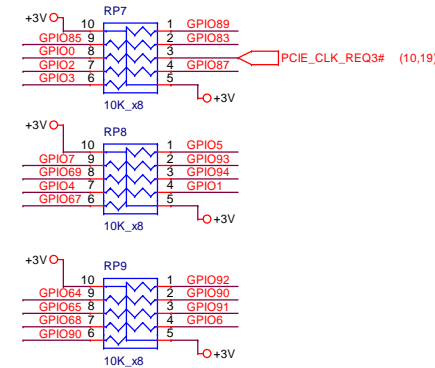 RP7
+3V
10 1 GPIO89
GPIO85 9 2 GPIO83
GPIO0 8 3 PCIE_CLK_REQ3# (10,19)
GPIO2 7 4 GPIO87
GPIO3 6 5
+3V
10K_x8
RP8
+3V
10 1 GPIO5
GPIO7 9 2 GPIO93
GPIO69 8 3 GPIO94
GPIO4 7 4 GPIO1
GPIO67 6 5
+3V
10K_x8
RP9
+3V
10 1 GPIO92
GPIO64 9 2 GPIO90
GPIO65 8 3 GPIO91
GPIO68 7 4 GPIO6
GPIO90 6 5
+3V
10K_x8